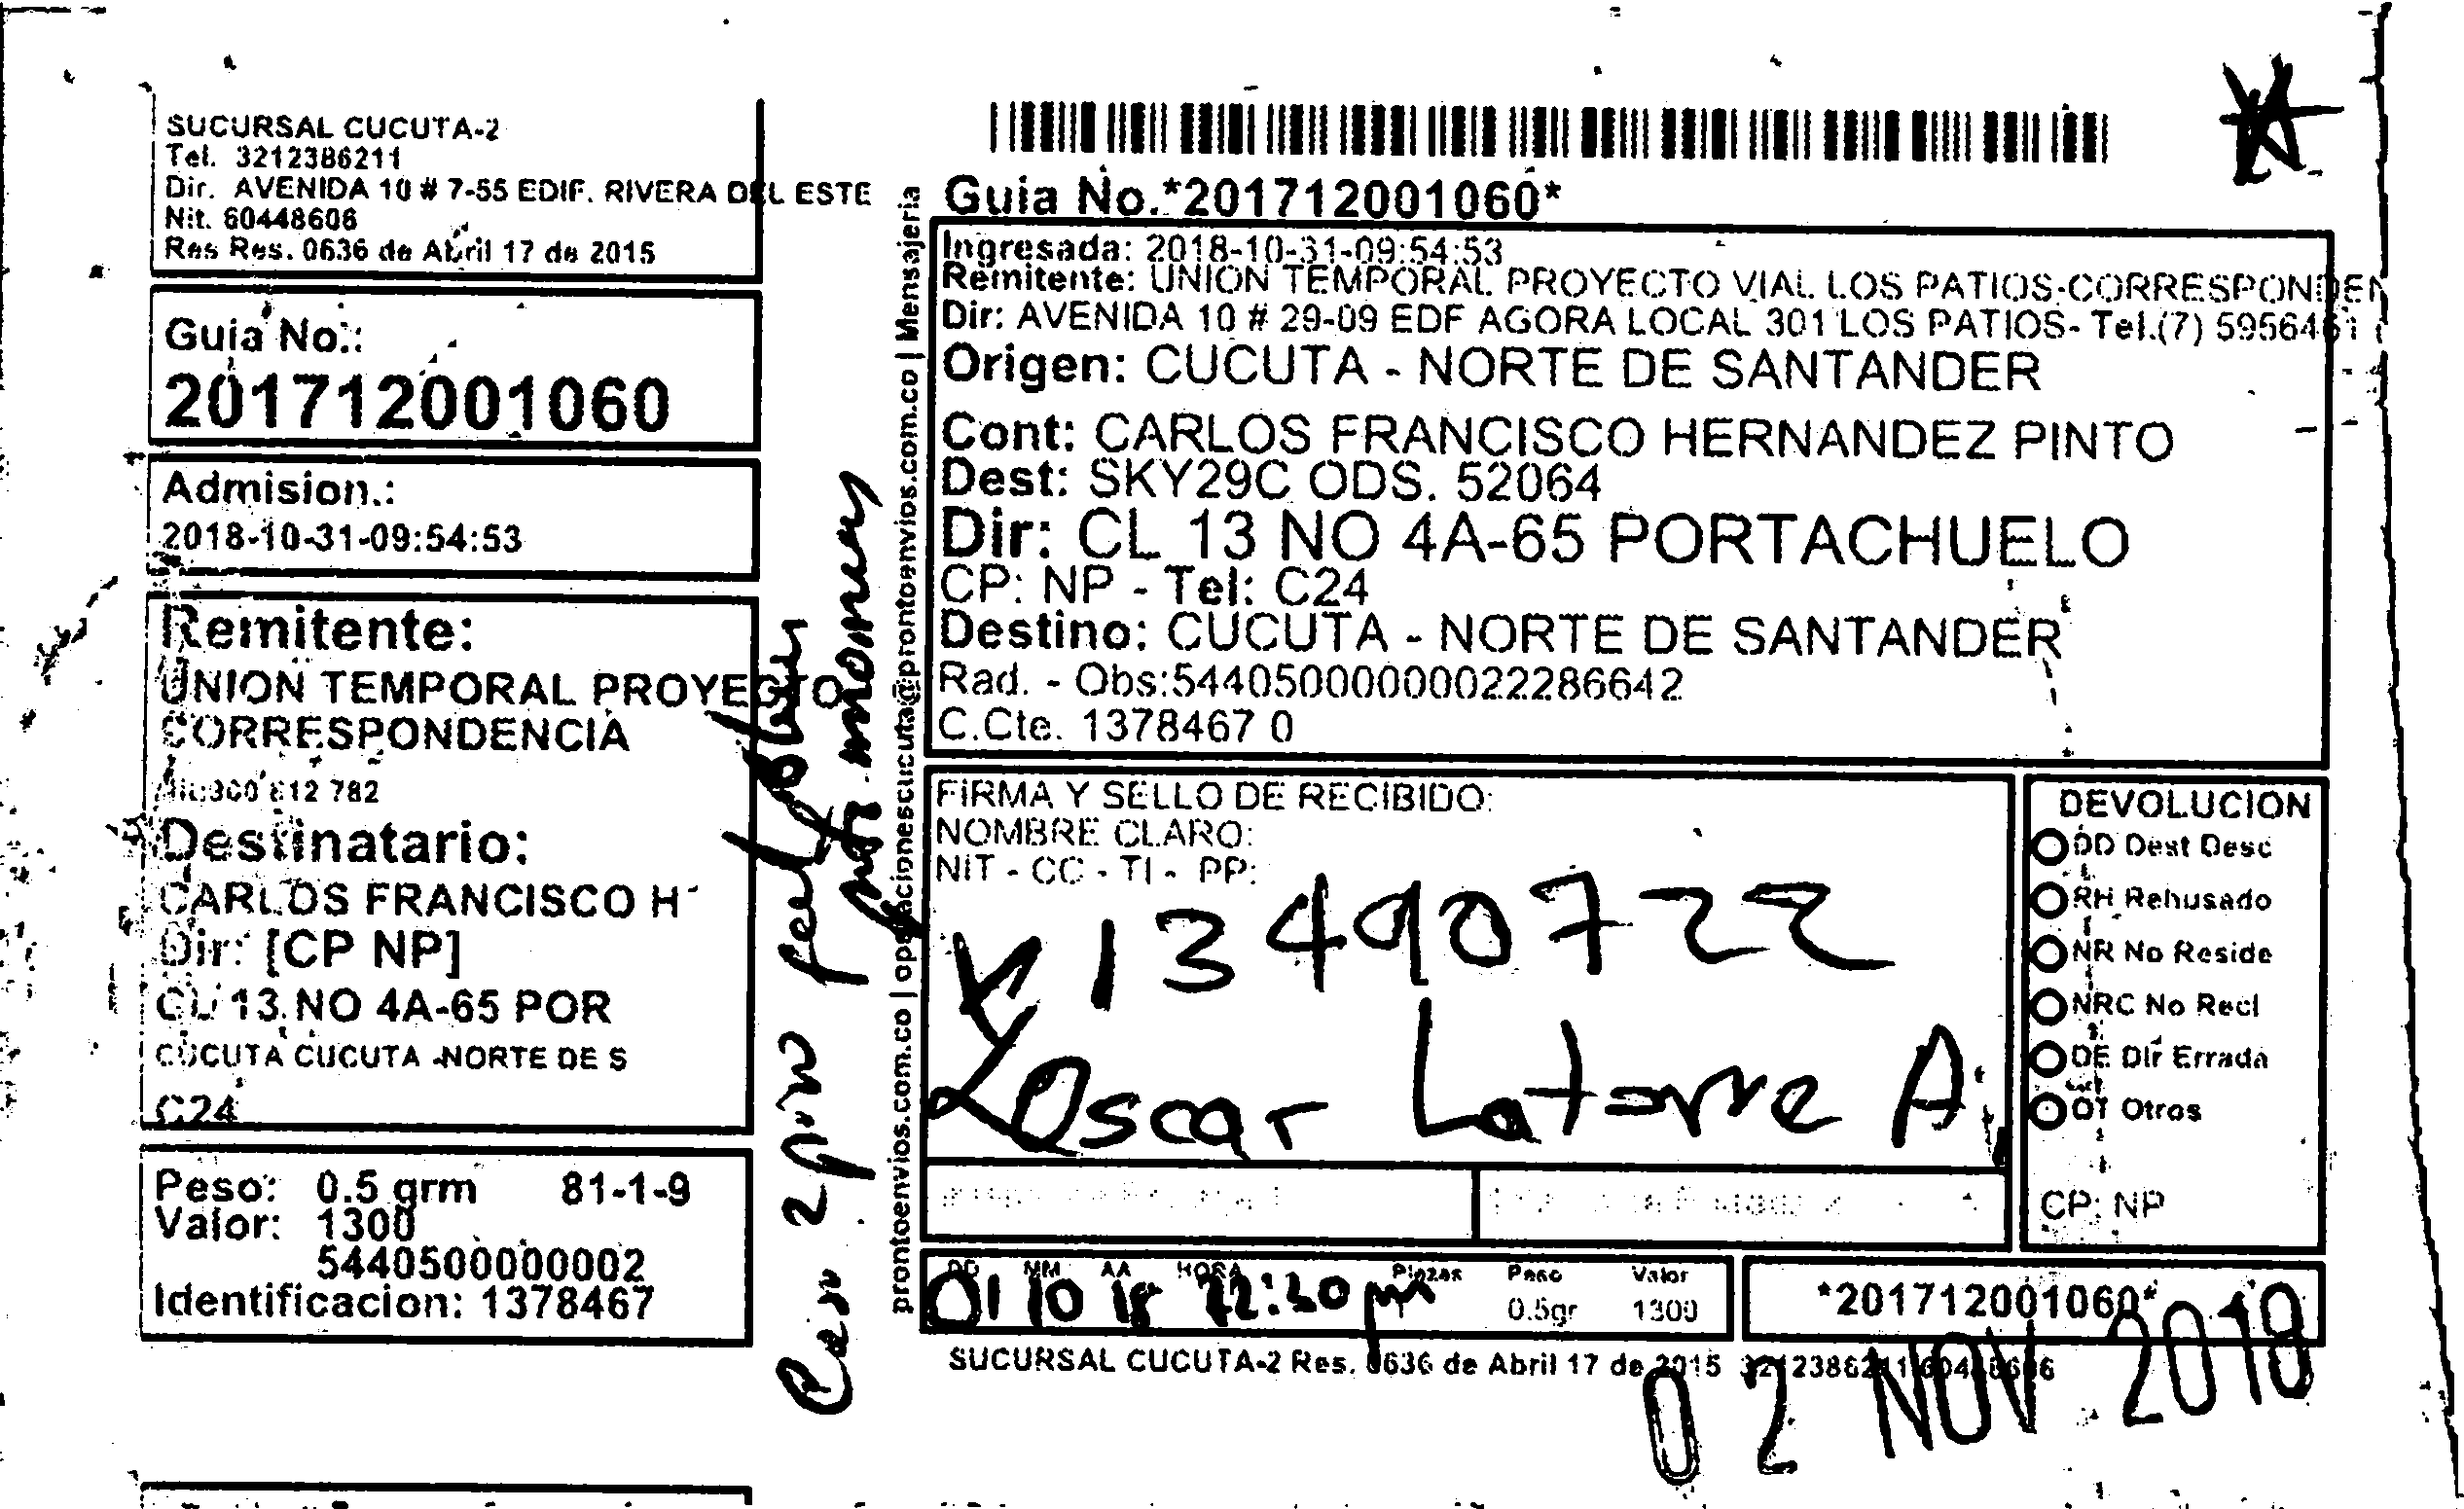 SUCURSAL CUCUTA-2
Tel. 3212386211
Dir. AVENIDA 10 # 7-55 EDIF. RIVERA DEL ESTE
Nit. 60448606
Res Res. 0636 de Abril 17 de 2015
Guia No.:
201712001060
Admision.:
2018-10-31-09:54:53
Remitente:
UNION TEMPORAL PROYECTO
CORRESPONDENCIA
782
Destinatario:
CARLOS FRANCISCO H
Dir: [CP NP]
CL 13 NO 4A-65 POR
CUCUTA CUCUTA -NORTE DE S
C24
Peso: 0.5 grm 81-1-9
Valor: 1300
5440500000002
Identificacion: 1378467
Casa 2 Piso
prontoenvios.com.co | operacionescucuta@prontoenvios.com.co | Mensajeria
Guia No.*201712001060*
Ingresada: 2018-10-31-09:54:53
Remitente: UNION TEMPORAL PROYECTO VIAL LOS PATIOS-CORRESPONDEN
Dir: AVENIDA 10 # 29-09 EDF AGORA LOCAL 301 LOS PATIOS- Tel.(7) 5956461
Origen: CUCUTA - NORTE DE SANTANDER
Cont: CARLOS FRANCISCO HERNANDEZ PINTO
Dest: SKY29C ODS. 52064
Dir: CL 13 NO 4A-65 PORTACHUELO
CP: NP - Tel: C24
Destino: CUCUTA - NORTE DE SANTANDER
Rad. - Obs:544050000000022286642
C.Cte. 1378467 0
FIRMA Y SELLO DE RECIBIDO:
NOMBRE CLARO:
NIT - CC - TI - PP:
13490722
Oscar Latorre A.
DEVOLUCION
DD Dest Desc
RH Rehusado
NR No Reside
NRC No Recl
DE Dir Errada
OT Otros
CP: NP
DD MM AA HORA Piezas Peso Valor
01 10 18 1 0.5gr 1300
*201712001060*
SUCURSAL CUCUTA-2 Res. 0636 de Abril 17 de 2015 3212386211 60448606
02 NOV 2018